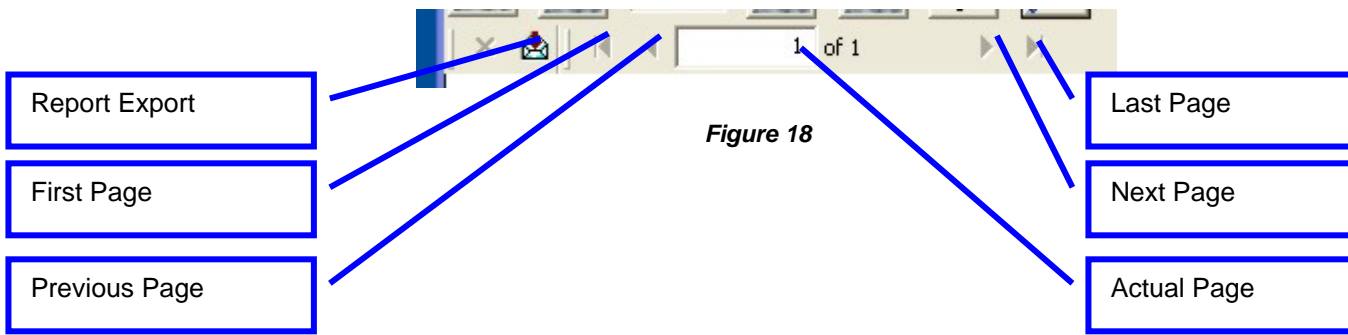 1 of 1
Report Export
Last Page
Figure 18
First Page
Next Page
Previous Page
Actual Page